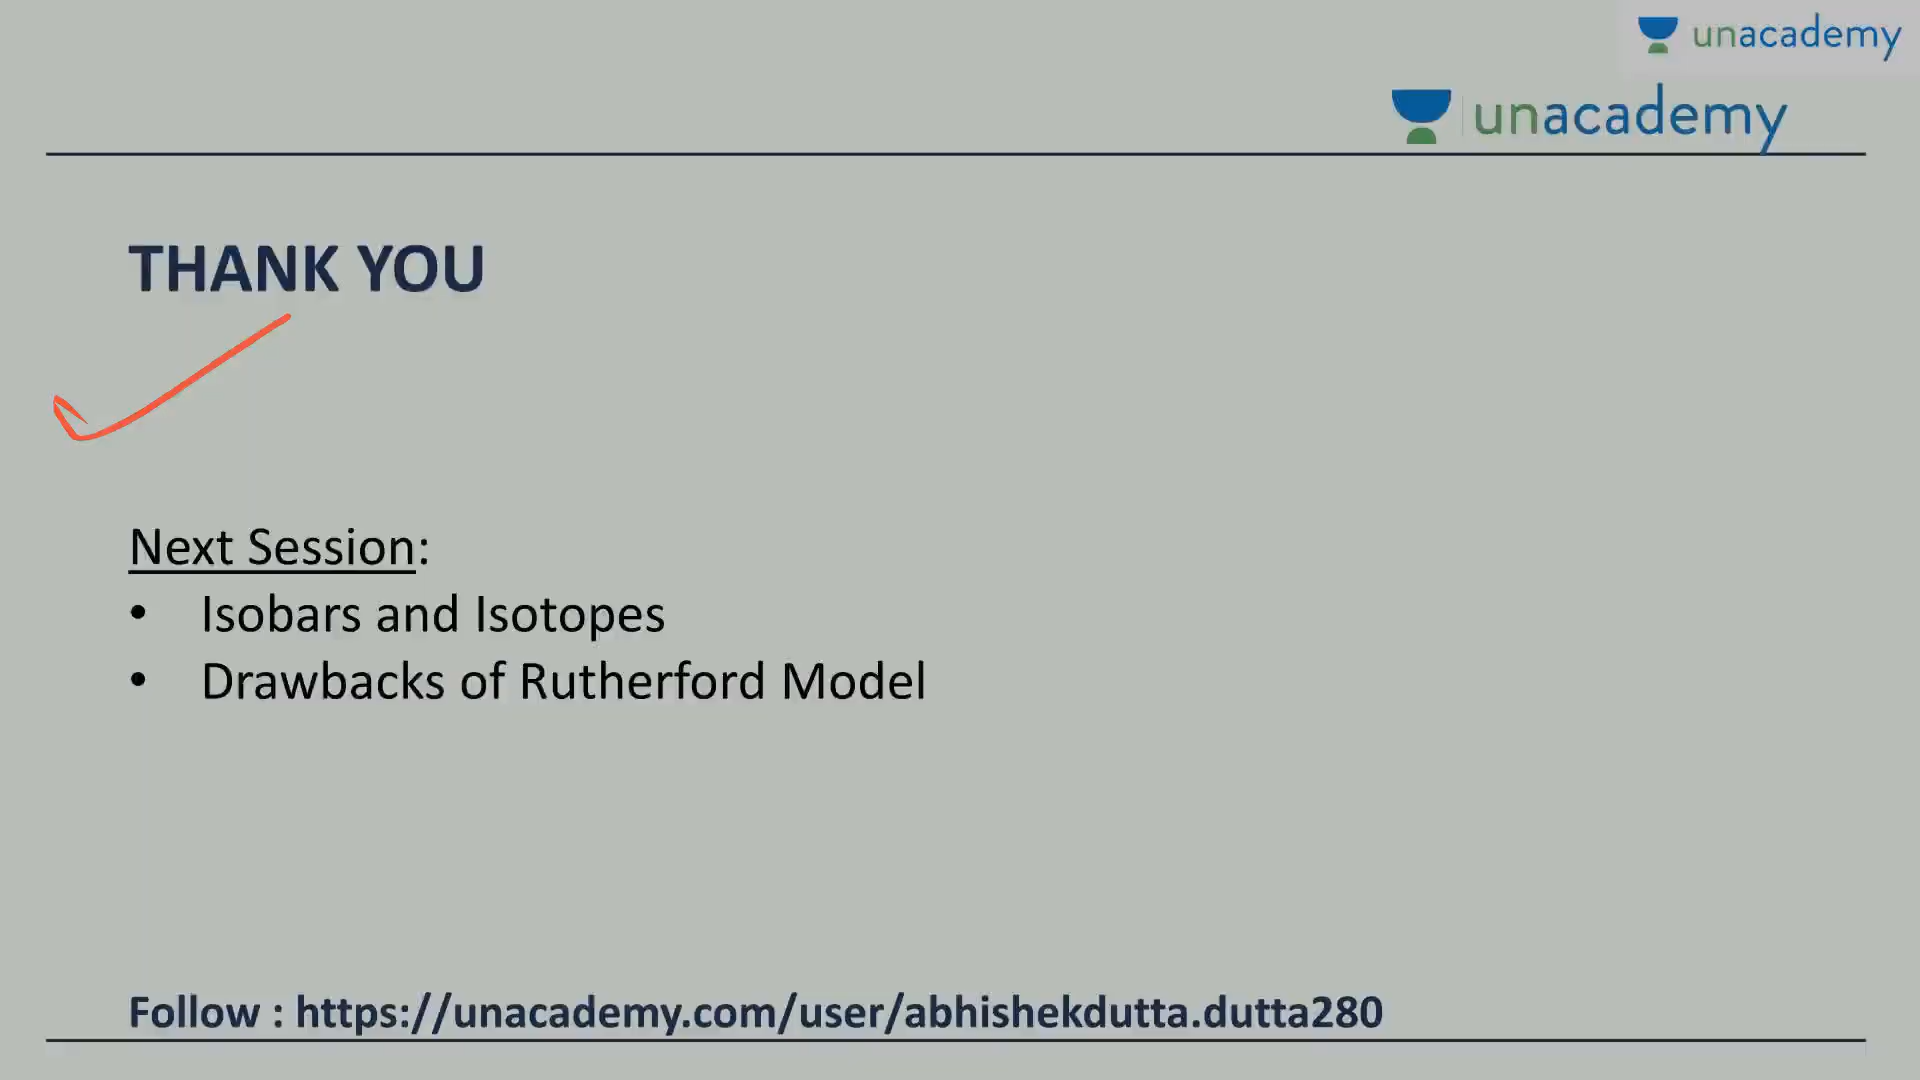 unacademy
unacademy
THANK YOU
Next Session:
• Isobars and Isotopes
• Drawbacks of Rutherford Model
Follow : https://unacademy.com/user/abhishekdutta.dutta280